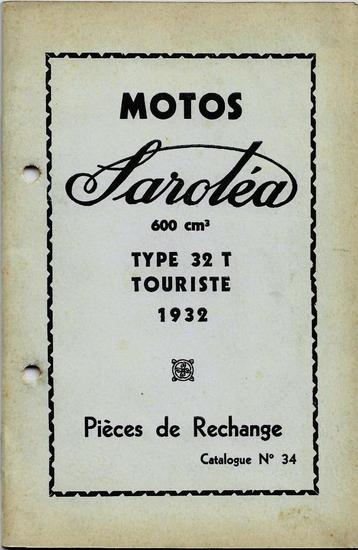 MOTOS
Saroléa
600 cm³
TYPE 32 T
TOURISTE
1932
Pièces de Rechange
Catalogue N° 34